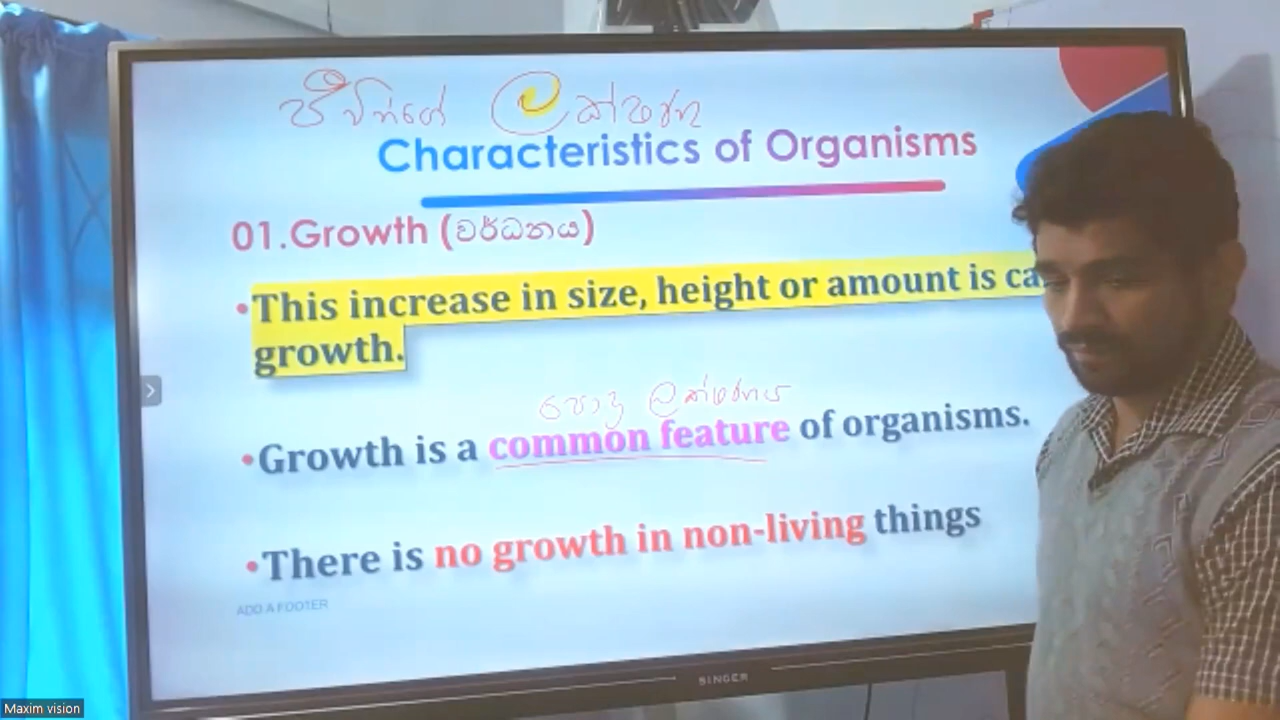 ජීවින්ගේ ලක්ෂණ
Characteristics of Organisms
01.Growth (වර්ධනය)
•This increase in size, height or amount is ca
growth.
පොදු ලක්ෂණය
•Growth is a common feature of organisms.
•There is no growth in non-living things
ADD A FOOTER
SINGER
Maxim vision